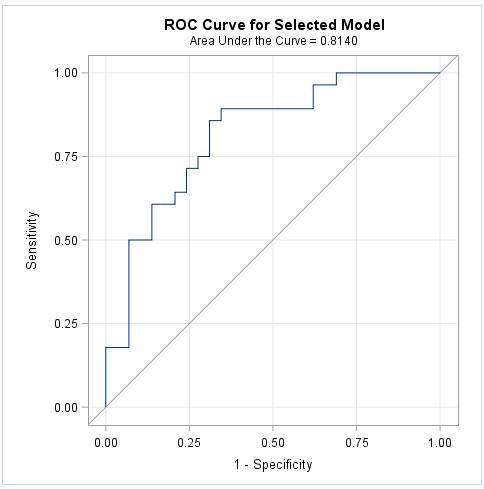 ROC Curve for Selected Model
Area Under the Curve = 0.8140
1.00
0.75
0.50
0.25
0.00
Sensitivity
0.00 0.25 0.50 0.75 1.00
1 - Specificity